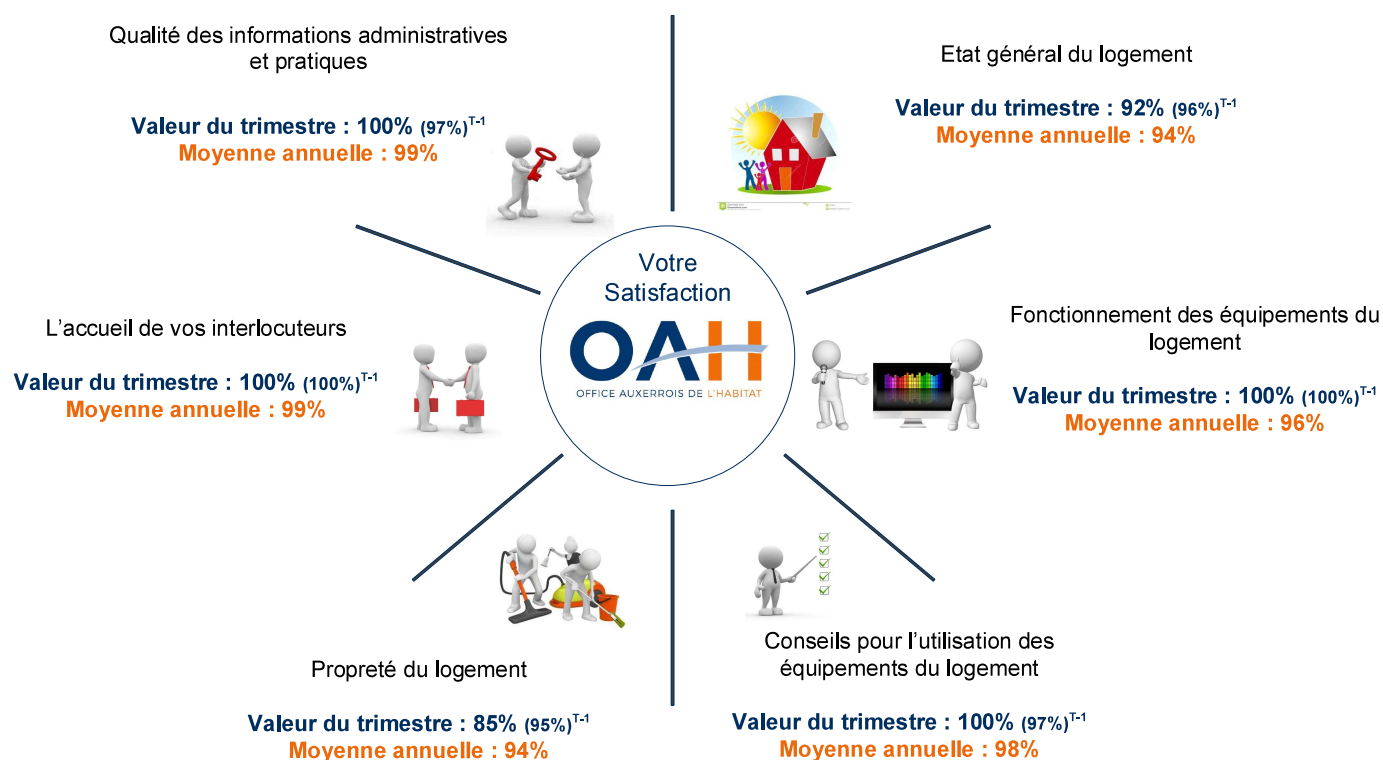 Qualité des informations administratives
et pratiques
Valeur du trimestre : 100% (97%)T-1
Moyenne annuelle : 99%
Etat général du logement
Valeur du trimestre : 92% (96%)T-1
Moyenne annuelle : 94%
Votre
Satisfaction
OAH
OFFICE AUXERROIS DE L'HABITAT
L'accueil de vos interlocuteurs
Valeur du trimestre : 100% (100%)T-1
Moyenne annuelle : 99%
Fonctionnement des équipements du
logement
Valeur du trimestre : 100% (100%)T-1
Moyenne annuelle : 96%
Propreté du logement
Valeur du trimestre : 85% (95%)T-1
Moyenne annuelle : 94%
Conseils pour l'utilisation des
équipements du logement
Valeur du trimestre : 100% (97%)T-1
Moyenne annuelle : 98%